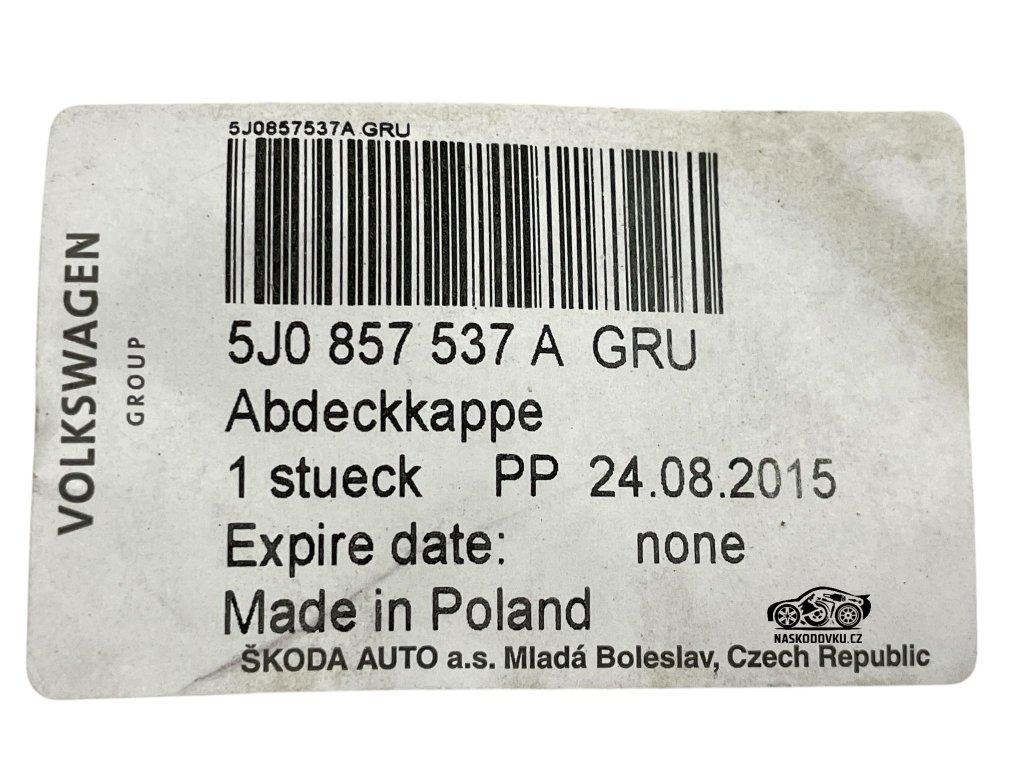 5J0857537A GRU
VOLKSWAGEN
GROUP
5J0 857 537 A GRU
Abdeckkappe
1 stueck PP 24.08.2015
Expire date: none
Made in Poland
NASKODOVKU.CZ
ŠKODA AUTO a.s. Mladá Boleslav, Czech Republic